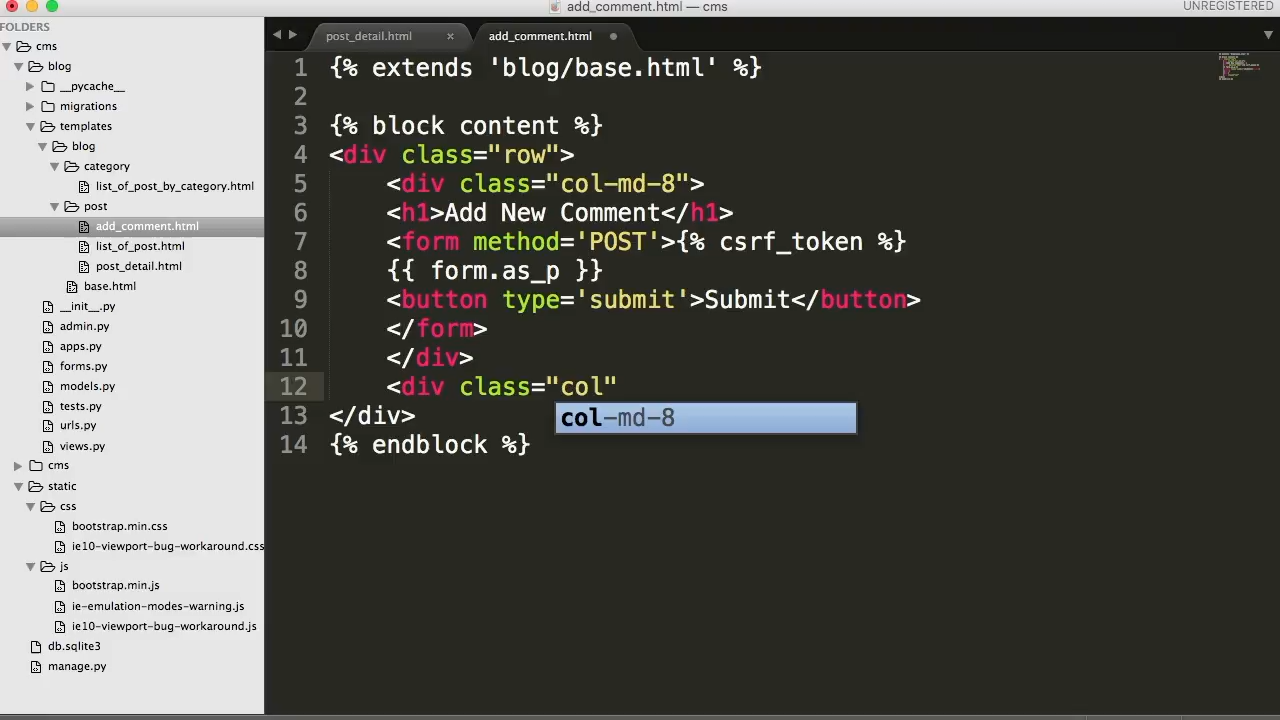 add_comment.html — cms
UNREGISTERED
FOLDERS
cms
blog
__pycache__
migrations
templates
blog
category
list_of_post_by_category.html
post
add_comment.html
list_of_post.html
post_detail.html
base.html
__init__.py
admin.py
apps.py
forms.py
models.py
tests.py
urls.py
views.py
cms
static
css
bootstrap.min.css
ie10-viewport-bug-workaround.css
js
bootstrap.min.js
ie-emulation-modes-warning.js
ie10-viewport-bug-workaround.js
db.sqlite3
manage.py
post_detail.html
add_comment.html
1 {% extends 'blog/base.html' %}
2
3 {% block content %}
4 <div class="row">
5 <div class="col-md-8">
6 <h1>Add New Comment</h1>
7 <form method='POST'>{% csrf_token %}
8 {{ form.as_p }}
9 <button type='submit'>Submit</button>
10 </form>
11 </div>
12 <div class="col"
col-md-8
13 </div>
14 {% endblock %}